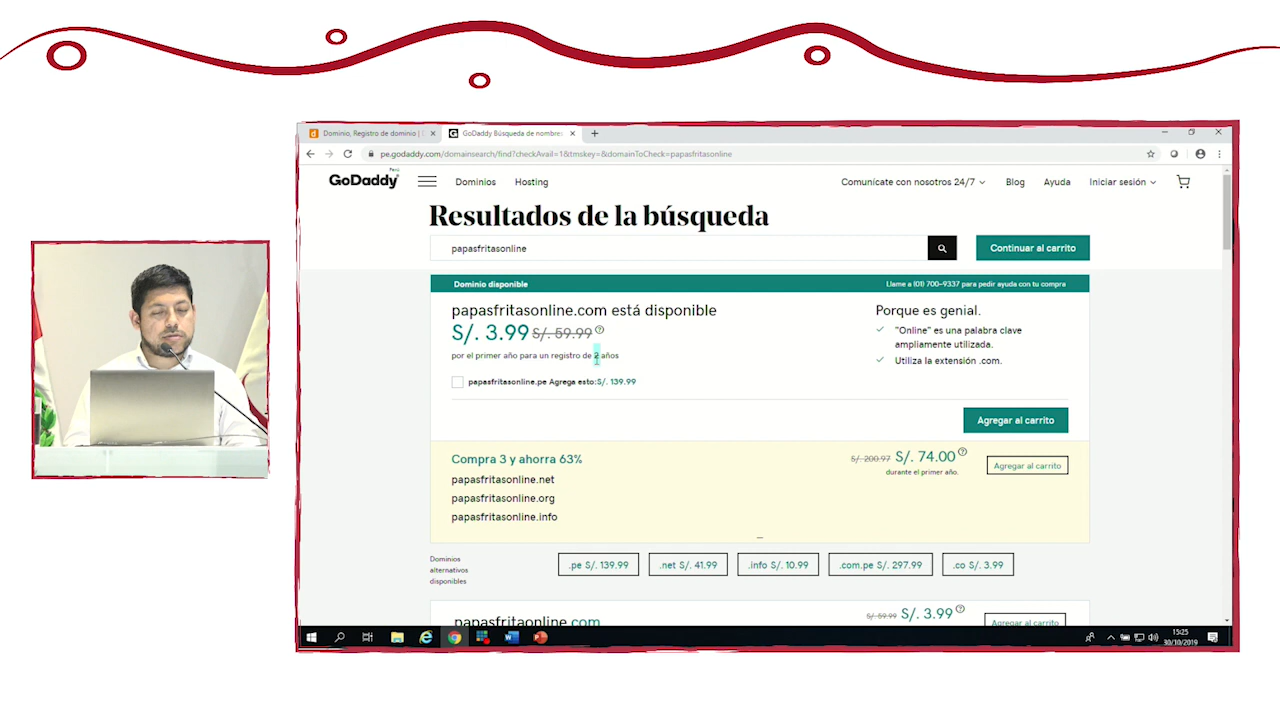 Dominio, Registro de dominio |
GoDaddy Búsqueda de nombres
pe.godaddy.com/domainsearch/find?checkAvail=1&tmskey=&domainToCheck=papasfritasonline
GoDaddy
Perú
Dominios
Hosting
Comunícate con nosotros 24/7
Blog
Ayuda
Iniciar sesión
Resultados de la búsqueda
papasfritasonline
Continuar al carrito
Dominio disponible
Llame a (01) 700-9337 para pedir ayuda con tu compra
papasfritasonline.com está disponible
S/. 3.99 S/. 59.99
por el primer año para un registro de 2 años
papasfritasonline.pe Agrega esto:S/. 139.99
Porque es genial.
"Online" es una palabra clave
ampliamente utilizada.
Utiliza la extensión .com.
Agregar al carrito
Compra 3 y ahorra 63%
papasfritasonline.net
papasfritasonline.org
papasfritasonline.info
S/. 200.97 S/. 74.00
durante el primer año.
Agregar al carrito
Dominios
alternativos
disponibles
.pe S/. 139.99
.net S/. 41.99
.info S/. 10.99
.com.pe S/. 297.99
.co S/. 3.99
papasfritaonline.com
S/. 59.99 S/. 3.99
Agregar al carrito
15:25
30/10/2019